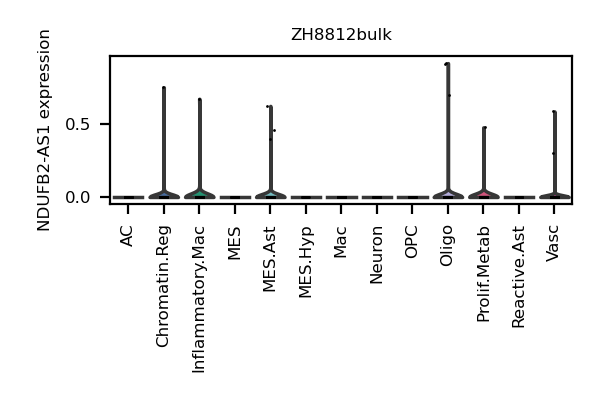 ZH8812bulk
NDUFB2-AS1 expression
0.5
0.0
AC
Chromatin.Reg
Inflammatory.Mac
MES
MES.Ast
MES.Hyp
Mac
Neuron
OPC
Oligo
Prolif.Metab
Reactive.Ast
Vasc